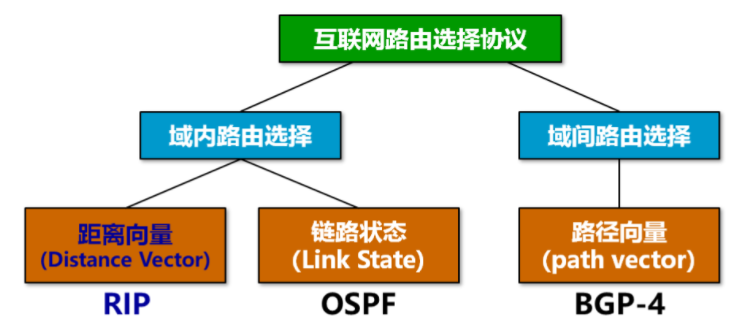 互联网路由选择协议
域内路由选择
域间路由选择
距离向量
(Distance Vector)
链路状态
(Link State)
路径向量
(path vector)
RIP
OSPF
BGP-4